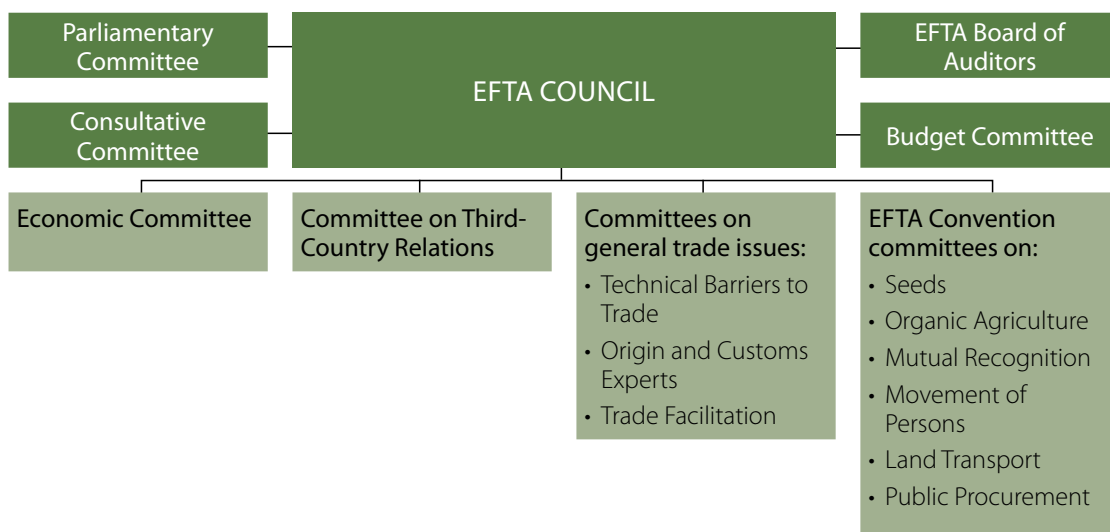 Parliamentary
Committee
EFTA COUNCIL
EFTA Board of
Auditors
Consultative
Committee
Budget Committee
Economic Committee
Committee on Third-
Country Relations
Committees on
general trade issues:
• Technical Barriers to
Trade
• Origin and Customs
Experts
• Trade Facilitation
EFTA Convention
committees on:
• Seeds
• Organic Agriculture
• Mutual Recognition
• Movement of
Persons
• Land Transport
• Public Procurement